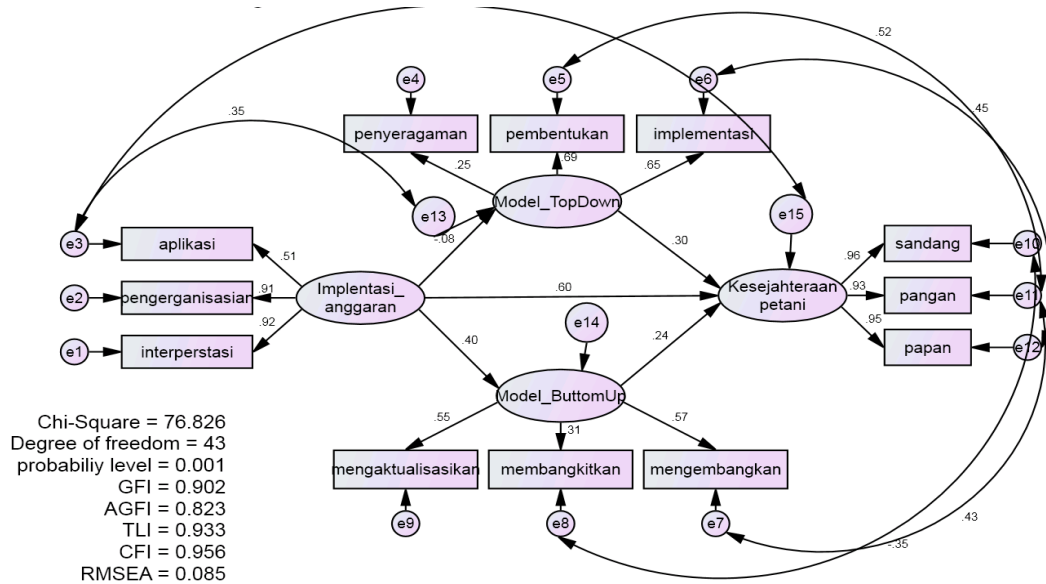 .52
e4
e5
e6
.35
.45
penyeragaman
pembentukan
implementasi
.25
.69
.65
Model_TopDown
e13
-.08
e15
e3
aplikasi
.51
.30
sandang
e10
.96
e2
pengerganisasian
.91
Implentasi_
anggaran
.60
Kesejahteraan
petani
.93
pangan
e11
.92
e14
.95
e1
interperstasi
.40
.24
papan
e12
Model_ButtomUp
.55
.31
.57
mengaktualisasikan
membangkitkan
mengembangkan
e9
e8
e7
.43
-.35
Chi-Square = 76.826
Degree of freedom = 43
probabiliy level = 0.001
GFI = 0.902
AGFI = 0.823
TLI = 0.933
CFI = 0.956
RMSEA = 0.085